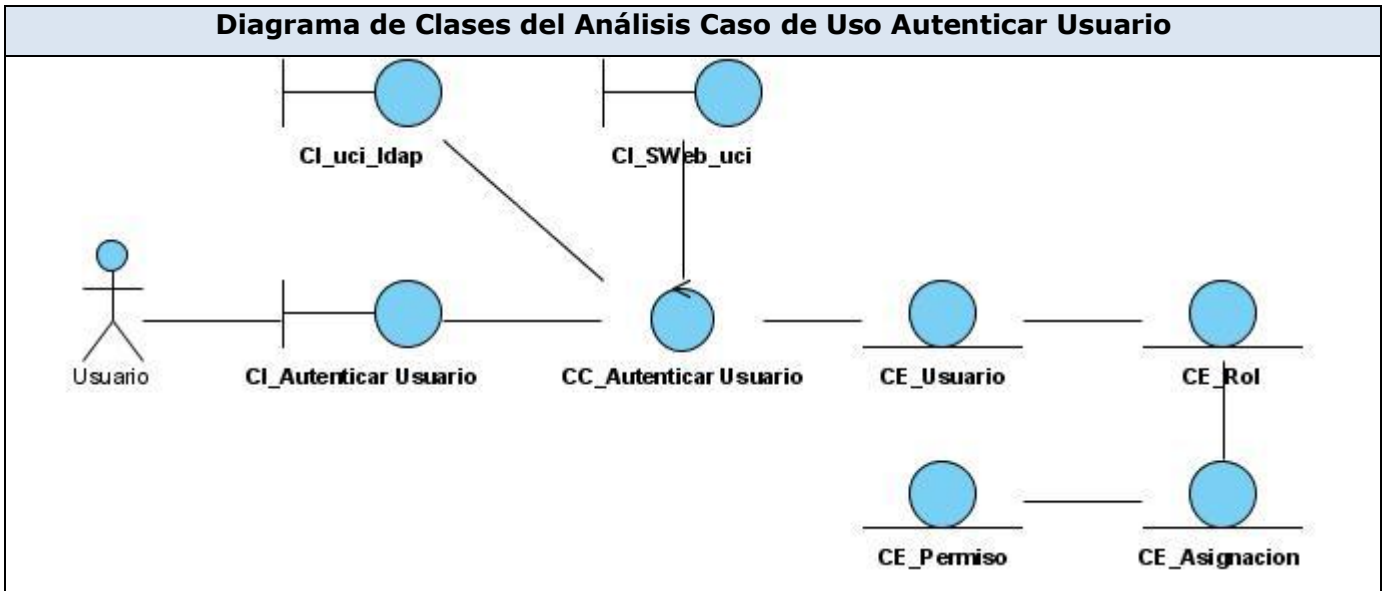 Diagrama de Clases del Análisis Caso de Uso Autenticar Usuario
CI_uci_ldap
CI_SWeb_uci
Usuario
CI_Autenticar Usuario
CC_Autenticar Usuario
CE_Usuario
CE_Rol
CE_Permiso
CE_Asignacion